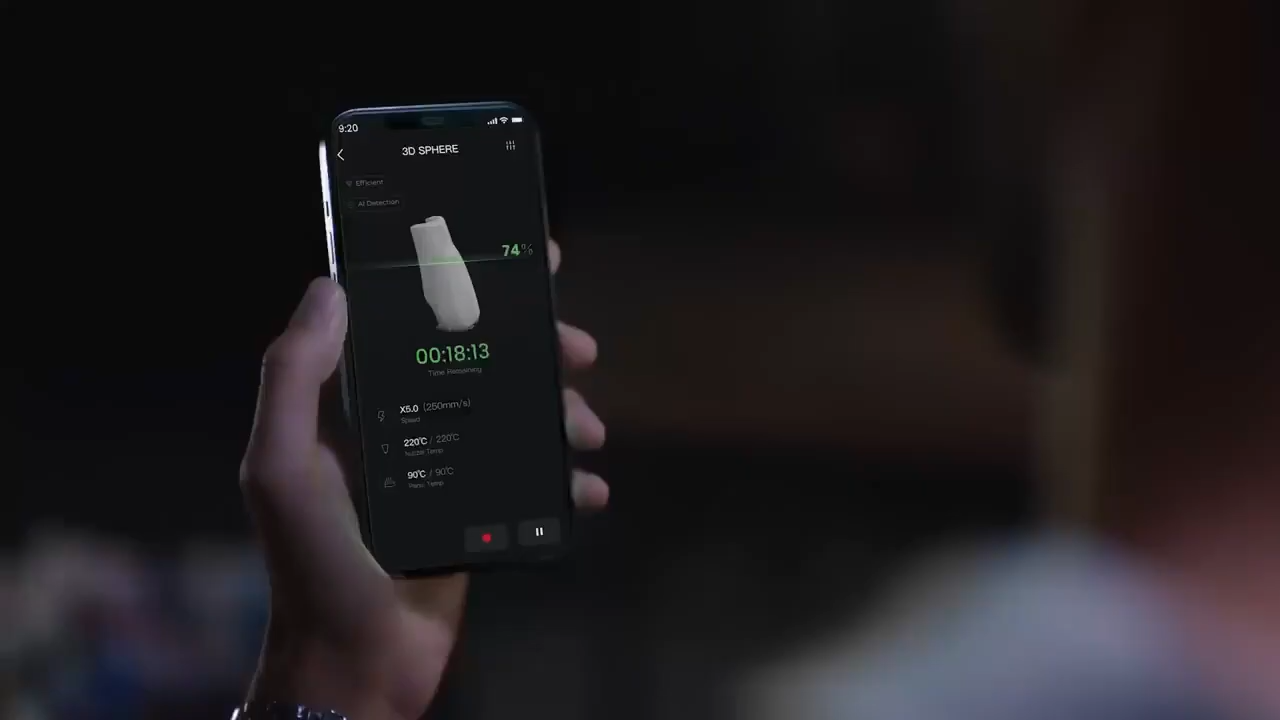 9:20
3D SPHERE
Efficient
AI Detection
74%
00:18:13
Time Remaining
X5.0 (250mm/s)
Speed
220℃ / 220℃
Nozzle Temp
90℃ / 90℃
Temp